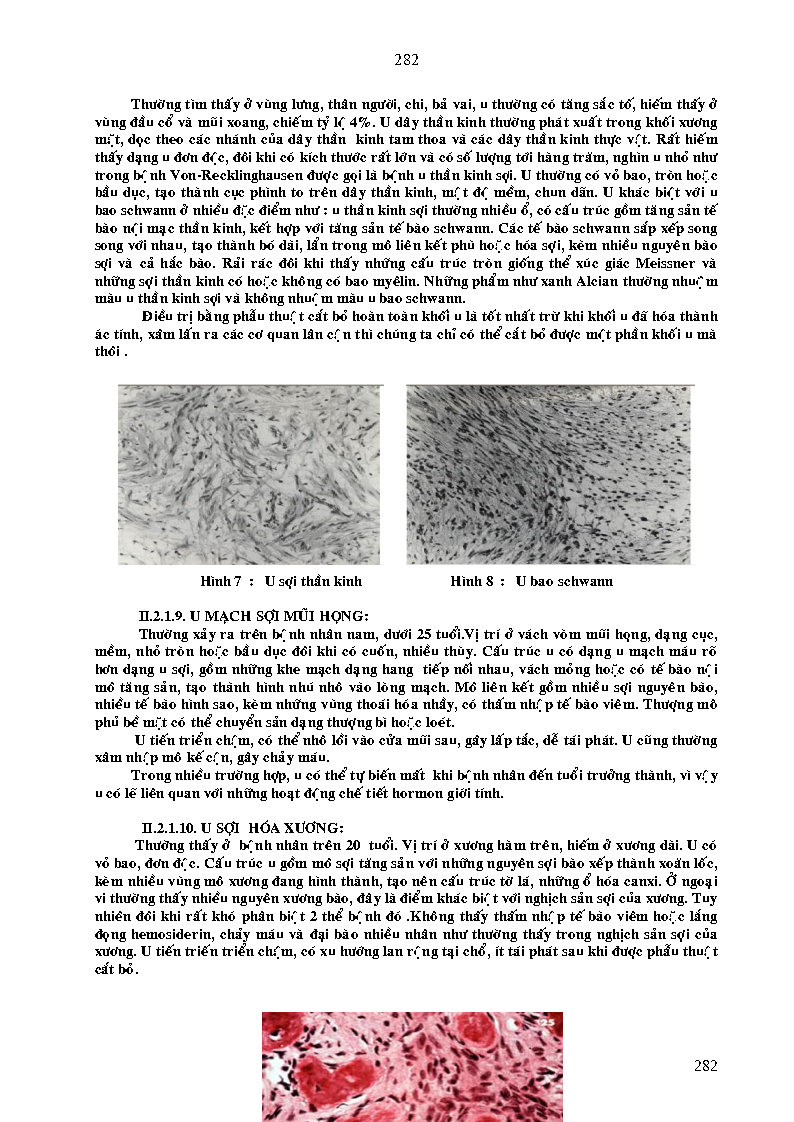 282
Thường tìm thấy ở vùng lưng, thân người, chi, bả vai, u thường có tăng sắc tố, hiếm thấy ở
vùng đầu cổ và mũi xoang, chiếm tỷ lệ 4%. U dây thần kinh thường phát xuất trong khối xương
mặt, dọc theo các nhánh của dây thần kinh tam thoa và các dây thần kinh thực vật. Rất hiếm
thấy dạng u đơn độc, đôi khi có kích thước rất lớn và có số lượng tới hàng trăm, nghìn u nhỏ như
trong bệnh Von-Recklinghausen được gọi là bệnh u thần kinh sợi. U thường có vỏ bao, tròn hoặc
bầu dục, tạo thành cục phình to trên dây thần kinh, mật độ mềm, chun dãn. U khác biệt với u
bao schwann ở nhiều đặc điểm như : u thần kinh sợi thường nhiều ổ, có cấu trúc gồm tăng sản tế
bào nội mạc thần kinh, kết hợp với tăng sản tế bào schwann. Các tế bào schwann sắp xếp song
song với nhau, tạo thành bó dài, lẩn trong mô liên kết phù hoặc hóa sợi, kèm nhiều nguyên bào
sợi và cả hắc bào. Rải rác đôi khi thấy những cấu trúc tròn giống thể xúc giác Meissner và
những sợi thần kinh có hoặc không có bao myêlin. Những phẩm như xanh Alcian thường nhuộm
màu u thần kinh sợi và không nhuộm màu u bao schwann.
Điều trị bằng phẫu thuật cắt bỏ hoàn toàn khối u là tốt nhất trừ khi khối u đã hóa thành
ác tính, xâm lấn ra các cơ quan lân cận thì chúng ta chỉ có thể cắt bỏ được một phần khối u mà
thôi .
Hình 7 : U sợi thần kinh
Hình 8 : U bao schwann
II.2.1.9. U MẠCH SỢI MŨI HỌNG:
Thường xảy ra trên bệnh nhân nam, dưới 25 tuổi.Vị trí ở vách vòm mũi họng, dạng cục,
mềm, nhỏ tròn hoặc bầu dục đôi khi có cuốn, nhiều thùy. Cấu trúc u có dạng u mạch máu rõ
hơn dạng u sợi, gồm những khe mạch dạng hang tiếp nối nhau, vách mỏng hoặc có tế bào nội
mô tăng sản, tạo thành hình nhú nhô vào lòng mạch. Mô liên kết gồm nhiều sợi nguyên bào,
nhiều tế bào hình sao, kèm những vùng thoái hóa nhầy, có thấm nhập tế bào viêm. Thượng mô
phủ bề mặt có thể chuyển sản dạng thượng bì hoặc loét.
U tiến triển chậm, có thể nhô lồi vào cửa mũi sau, gây lấp tắc, dễ tái phát. U cũng thường
xâm nhập mô kế cận, gây chảy máu.
Trong nhiều trường hợp, u có thể tự biến mất khi bệnh nhân đến tuổi trưởng thành, vì vậy
u có lẽ liên quan với những hoạt động chế tiết hormon giới tính.
II.2.1.10. U SỢI HÓA XƯƠNG:
Thường thấy ở bệnh nhân trên 20 tuổi. Vị trí ở xương hàm trên, hiếm ở xương dài. U có
vỏ bao, đơn độc. Cấu trúc u gồm mô sợi tăng sản với những nguyên sợi bào xếp thành xoắn lốc,
kèm nhiều vùng mô xương đang hình thành, tạo nên cấu trúc tờ lá, những ổ hóa canxi. Ở ngoại
vi thường thấy nhiều nguyên xương bào, đây là điểm khác biệt với nghịch sản sợi của xương. Tuy
nhiên đôi khi rất khó phân biệt 2 thể bệnh đó .Không thấy thấm nhập tế bào viêm hoặc lắng
đọng hemosiderin, chảy máu và đại bào nhiều nhân như thường thấy trong nghịch sản sợi của
xương. U tiến triến triển chậm, có xu hướng lan rộng tại chổ, ít tái phát sau khi được phẫu thuật
cắt bỏ.
25
282